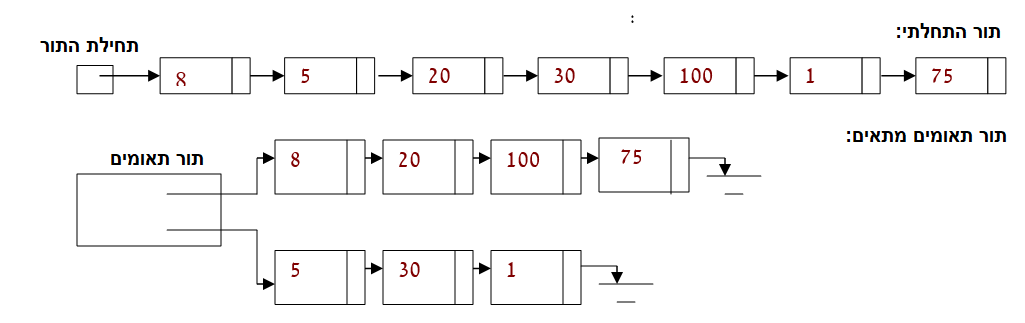 :
תור התחלתי:
תחילת התור
8 5 20 30 100 1 75
תור תאומים מתאים:
תור תאומים
8 20 100 75
5 30 1